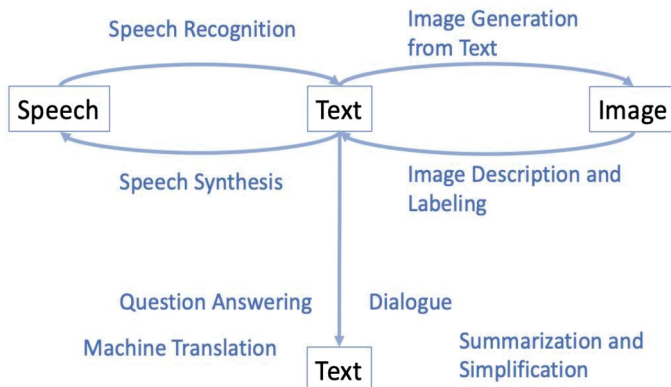 Speech Recognition
Image Generation
from Text
Speech
Text
Image
Speech Synthesis
Image Description and
Labeling
Question Answering
Dialogue
Machine Translation
Text
Summarization and
Simplification